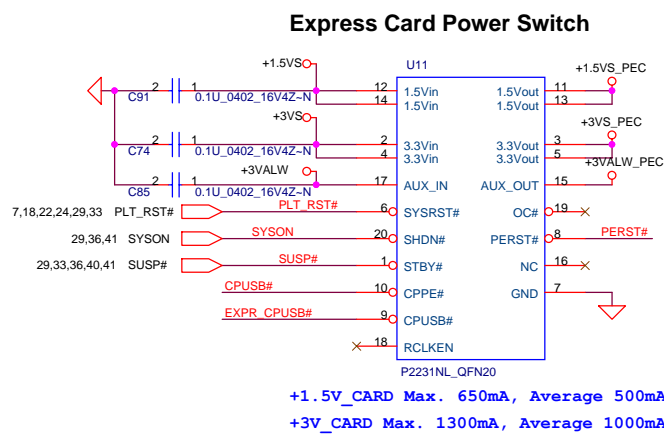 Express Card Power Switch
U11
+1.5VS
+1.5VS_PEC
C91 2 1 0.1U_0402_16V4Z~N
12 1.5Vin 1.5Vout 11
14 1.5Vin 1.5Vout 13
+3VS
+3VS_PEC
C74 2 1 0.1U_0402_16V4Z~N
2 3.3Vin 3.3Vout 3
4 3.3Vin 3.3Vout 5
+3VALW
+3VALW_PEC
C85 2 1 0.1U_0402_16V4Z~N
17 AUX_IN AUX_OUT 15
7,18,22,24,29,33 PLT_RST# PLT_RST# 6 SYSRST# OC# 19
29,36,41 SYSON SYSON 20 SHDN# PERST# 8 PERST#
29,33,36,40,41 SUSP# SUSP# 1 STBY# NC 16
CPUSB# 10 CPPE# GND 7
EXPR_CPUSB# 9 CPUSB#
18 RCLKEN
P2231NL_QFN20
+1.5V_CARD Max. 650mA, Average 500mA
+3V_CARD Max. 1300mA, Average 1000mA